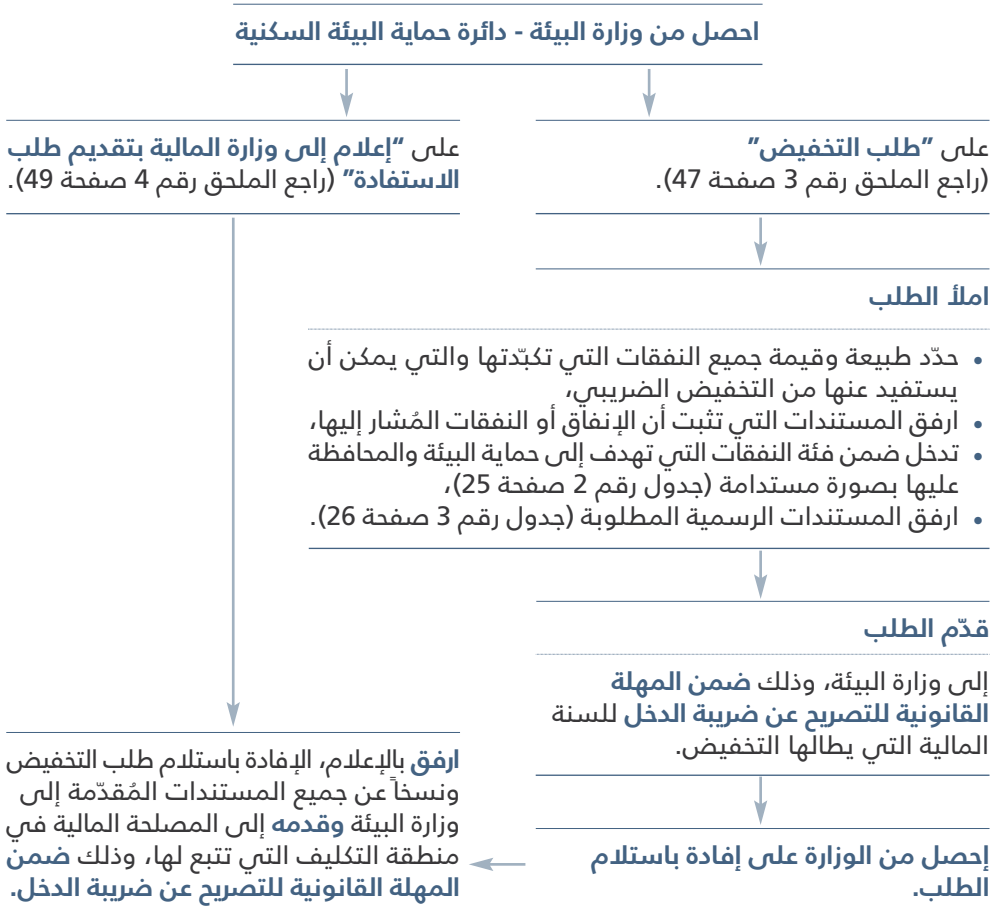 احصل من وزارة البيئة - دائرة حماية البيئة السكنية
على "طلب التخفيض"
(راجع الملحق رقم 3 صفحة 47).
على "إعلام إلى وزارة المالية بتقديم طلب
الاستفادة" (راجع الملحق رقم 4 صفحة 49).
املأ الطلب
• حدّد طبيعة وقيمة جميع النفقات التي تكبّدتها والتي يمكن أن
يستفيد عنها من التخفيض الضريبي،
• ارفق المستندات التي تثبت أن الإنفاق أو النفقات المُشار إليها،
• تدخل ضمن فئة النفقات التي تهدف إلى حماية البيئة والمحافظة
عليها بصورة مستدامة (جدول رقم 2 صفحة 25)،
• ارفق المستندات الرسمية المطلوبة (جدول رقم 3 صفحة 26).
قدّم الطلب
إلى وزارة البيئة، وذلك ضمن المهلة
القانونية للتصريح عن ضريبة الدخل للسنة
المالية التي يطالها التخفيض.
إحصل من الوزارة على إفادة باستلام
الطلب.
ارفق بالإعلام، الإفادة باستلام طلب التخفيض
ونسخاً عن جميع المستندات المُقدّمة إلى
وزارة البيئة وقدمه إلى المصلحة المالية في
منطقة التكليف التي تتبع لها، وذلك ضمن
المهلة القانونية للتصريح عن ضريبة الدخل.